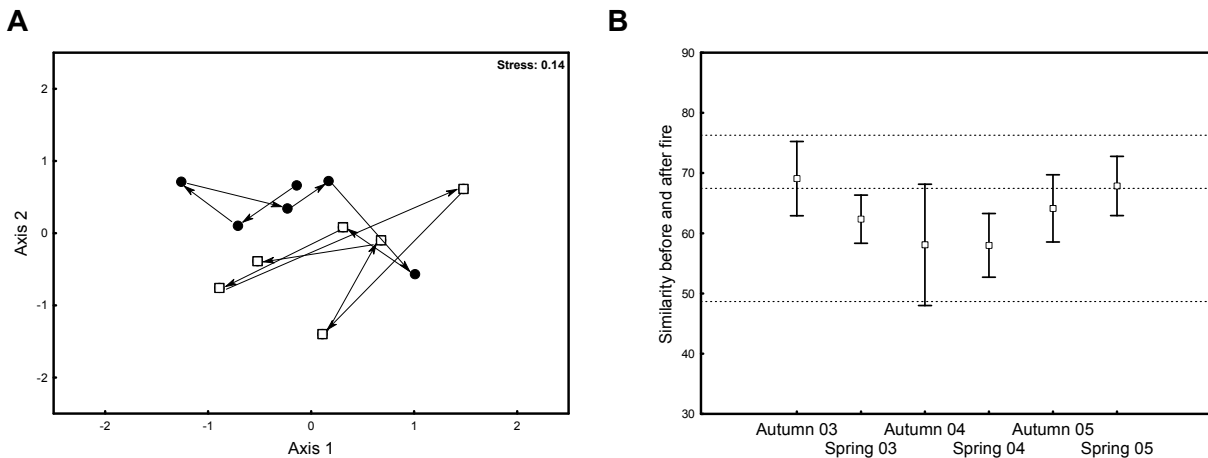 A
Stress: 0.14
2
1
0
-1
-2
-2
-1
0
1
2
Axis 2
Axis 1
B
90
80
70
60
50
40
30
Similarity before and after fire
Autumn 03
Autumn 04
Autumn 05
Spring 03
Spring 04
Spring 05